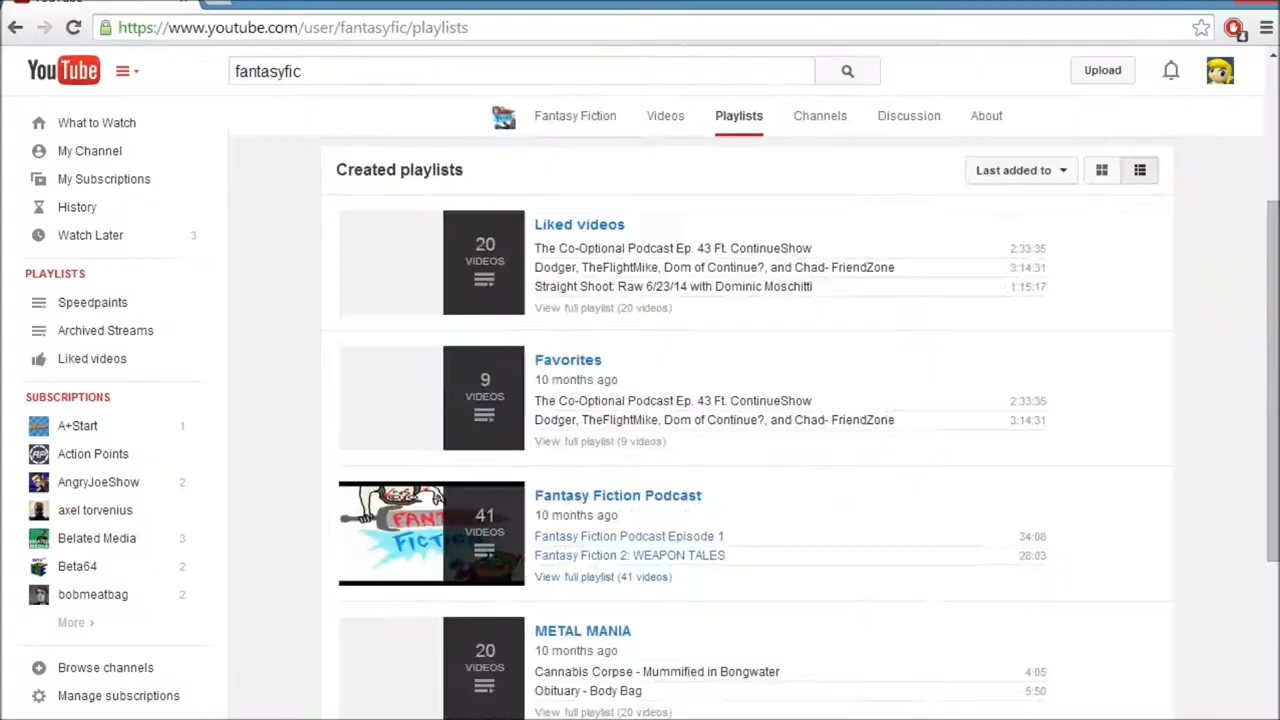 https://www.youtube.com/user/fantasyfic/playlists
4
YouTube
fantasyfic
Upload
Fantasy Fiction Videos Playlists Channels Discussion About
What to Watch
My Channel
My Subscriptions
History
Watch Later 3
PLAYLISTS
Speedpaints
Archived Streams
Liked videos
SUBSCRIPTIONS
A+Start 1
Action Points
AngryJoeShow 2
axel torvenius
Belated Media 3
Beta64 2
bobmeatbag 2
More ›
Browse channels
Manage subscriptions
Created playlists
Last added to
20
VIDEOS
Liked videos
The Co-Optional Podcast Ep. 43 Ft. ContinueShow 2:33:35
Dodger, TheFlightMike, Dom of Continue?, and Chad- FriendZone 3:14:31
Straight Shoot: Raw 6/23/14 with Dominic Moschitti 1:15:17
View full playlist (20 videos)
9
VIDEOS
Favorites
10 months ago
The Co-Optional Podcast Ep. 43 Ft. ContinueShow 2:33:35
Dodger, TheFlightMike, Dom of Continue?, and Chad- FriendZone 3:14:31
View full playlist (9 videos)
41
VIDEOS
Fantasy Fiction Podcast
10 months ago
Fantasy Fiction Podcast Episode 1 34:08
Fantasy Fiction 2: WEAPON TALES 28:03
View full playlist (41 videos)
20
VIDEOS
METAL MANIA
10 months ago
Cannabis Corpse - Mummified in Bongwater 4:05
Obituary - Body Bag 5:50
View full playlist (20 videos)